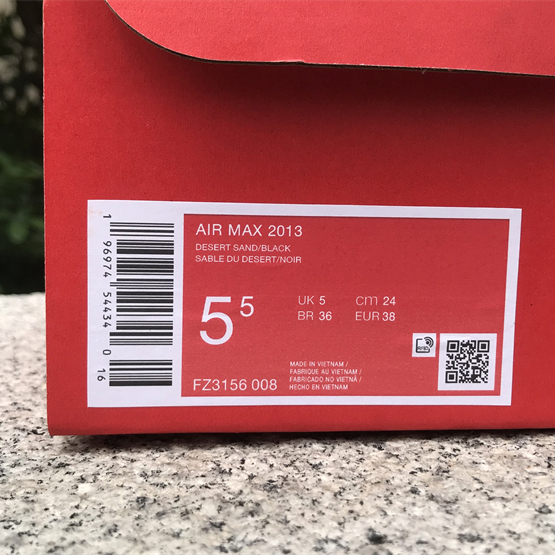 AIR MAX 2013
DESERT SAND/BLACK
SABLE DU DESERT/NOIR
5 5
UK 5 cm 24
BR 36 EUR 38
FZ3156 008
MADE IN VIETNAM /
FABRIQUE AU VIETNAM /
FABRICADO NO VIETNÃ /
HECHO EN VIETNAM
RFID
1 96974 54434 0 16